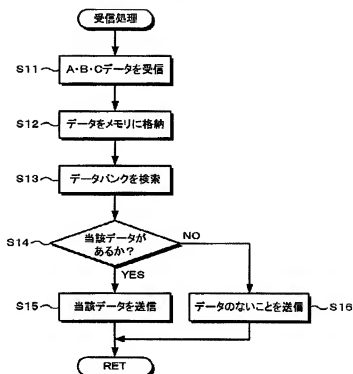 受信処理
S11
A・B・Cデータを受信
S12
データをメモリに格納
S13
データバンクを検索
S14
当該データが
あるか?
NO
YES
S15
当該データを送信
データのないことを送信
S16
RET